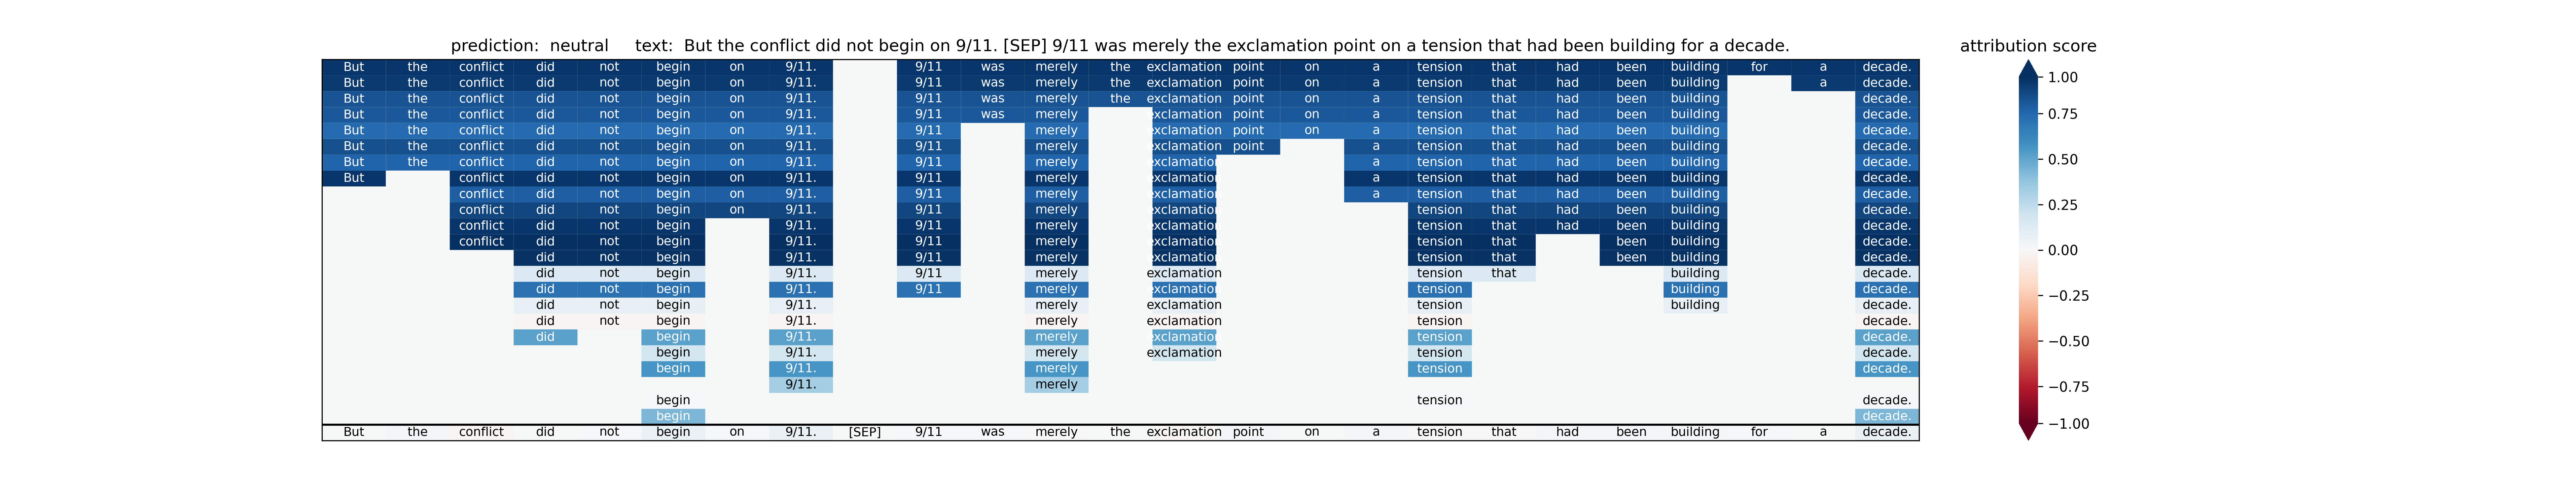 prediction: neutral text: But the conflict did not begin on 9/11. [SEP] 9/11 was merely the exclamation point on a tension that had been building for a decade.
attribution score
But the conflict did not begin on 9/11. 9/11 was merely the exclamation point on a tension that had been building for a decade.
But the conflict did not begin on 9/11. 9/11 was merely the exclamation point on a tension that had been building a decade.
But the conflict did not begin on 9/11. 9/11 was merely the exclamation point on a tension that had been building decade.
But the conflict did not begin on 9/11. 9/11 was merely exclamation point on a tension that had been building decade.
But the conflict did not begin on 9/11. 9/11 merely exclamation point on a tension that had been building decade.
But the conflict did not begin on 9/11. 9/11 merely exclamation point a tension that had been building decade.
But the conflict did not begin on 9/11. 9/11 merely exclamation a tension that had been building decade.
But conflict did not begin on 9/11. 9/11 merely exclamation a tension that had been building decade.
conflict did not begin on 9/11. 9/11 merely exclamation a tension that had been building decade.
conflict did not begin on 9/11. 9/11 merely exclamation tension that had been building decade.
conflict did not begin 9/11. 9/11 merely exclamation tension that had been building decade.
conflict did not begin 9/11. 9/11 merely exclamation tension that been building decade.
did not begin 9/11. 9/11 merely exclamation tension that been building decade.
did not begin 9/11. 9/11 merely exclamation tension that building decade.
did not begin 9/11. 9/11 merely exclamation tension building decade.
did not begin 9/11. merely exclamation tension building decade.
did not begin 9/11. merely exclamation tension decade.
did begin 9/11. merely exclamation tension decade.
begin 9/11. merely exclamation tension decade.
begin 9/11. merely tension decade.
9/11. merely
begin tension decade.
begin decade.
But the conflict did not begin on 9/11. [SEP] 9/11 was merely the exclamation point on a tension that had been building for a decade.
1.00
0.75
0.50
0.25
0.00
−0.25
−0.50
−0.75
−1.00